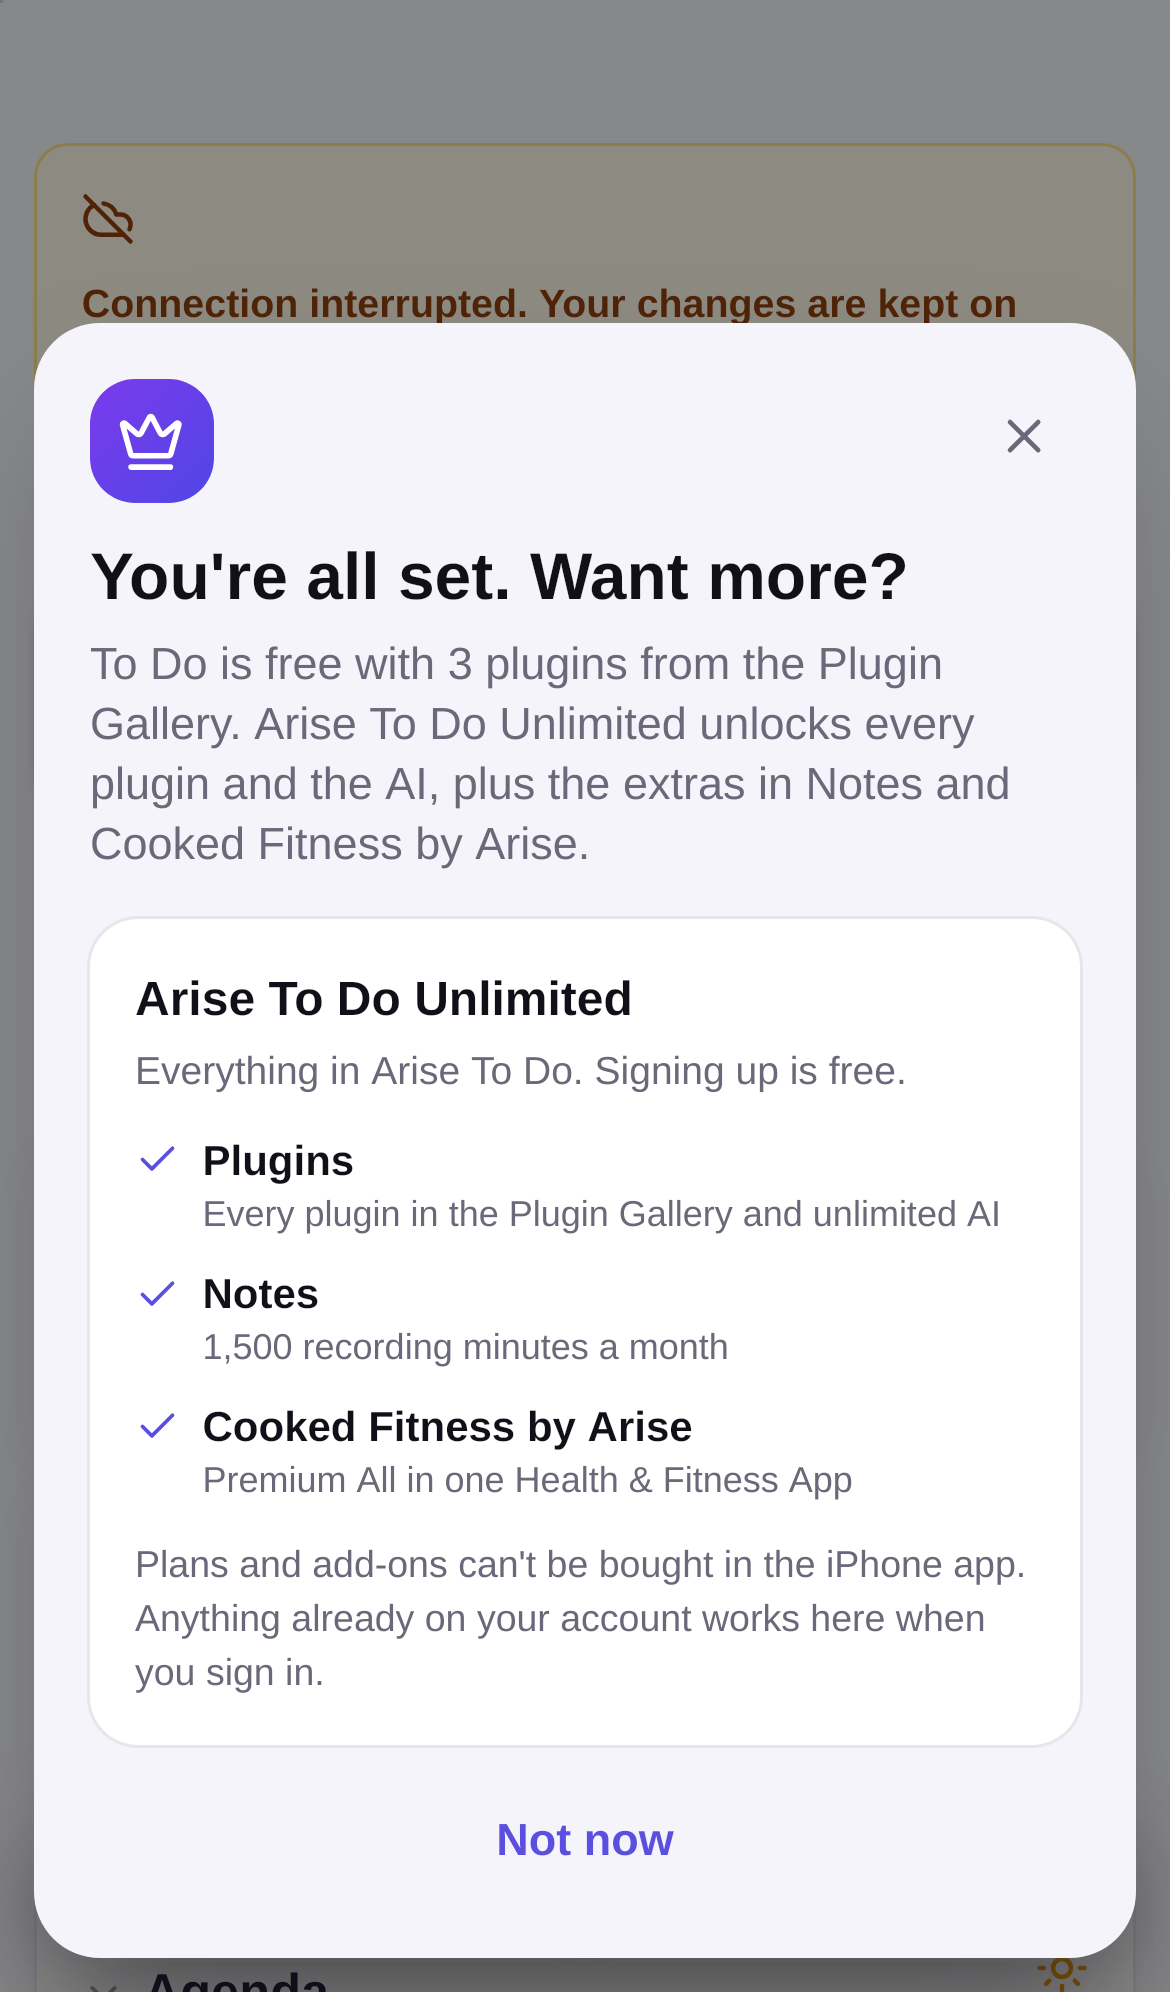 Connection interrupted. Your changes are kept on
You're all set. Want more?
To Do is free with 3 plugins from the Plugin
Gallery. Arise To Do Unlimited unlocks every
plugin and the AI, plus the extras in Notes and
Cooked Fitness by Arise.
Arise To Do Unlimited
Everything in Arise To Do. Signing up is free.
Plugins
Every plugin in the Plugin Gallery and unlimited AI
Notes
1,500 recording minutes a month
Cooked Fitness by Arise
Premium All in one Health & Fitness App
Plans and add-ons can't be bought in the iPhone app.
Anything already on your account works here when
you sign in.
Not now
Agenda